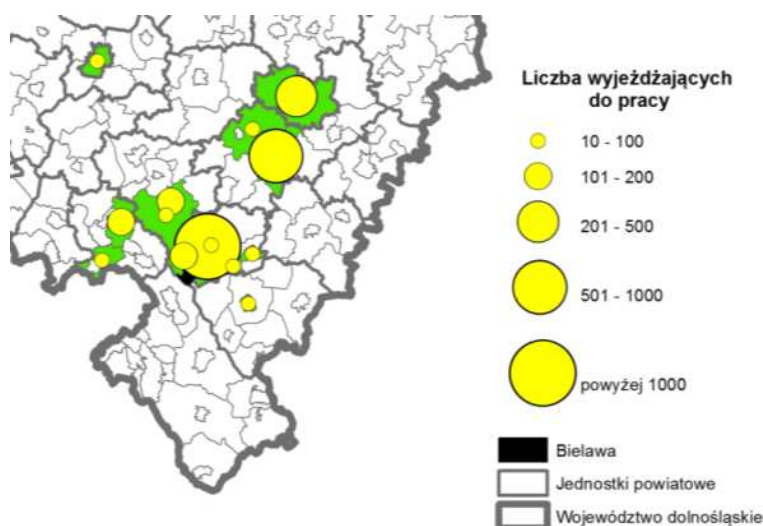 Liczba wyjeżdżających
do pracy
10 - 100
101 - 200
201 - 500
501 - 1000
powyżej 1000
Bielawa
Jednostki powiatowe
Województwo dolnośląskie